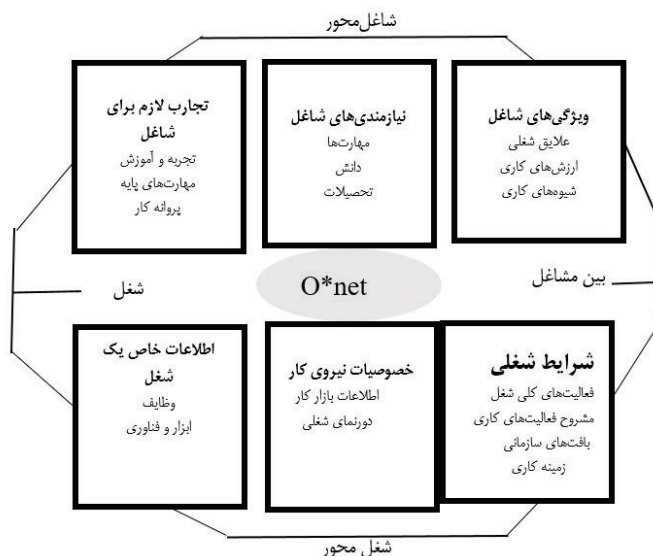 شاغل‌محور
ویژگی‌های شاغل
علایق شغلی
ارزش‌های کاری
شیوه‌های کاری
نیازمندی‌های شاغل
مهارت‌ها
دانش
تحصیلات
تجارب لازم برای
شاغل
تجربه و آموزش
مهارت‌های پایه
پروانه کار
بین مشاغل
O*net
شغل
شرایط شغلی
فعالیت‌های کلی شغل
مشروح فعالیت‌های کاری
بافت‌های سازمانی
زمینه کاری
خصوصیات نیروی کار
اطلاعات بازار کار
دورنمای شغلی
اطلاعات خاص یک
شغل
وظایف
ابزار و فناوری
شغل محور